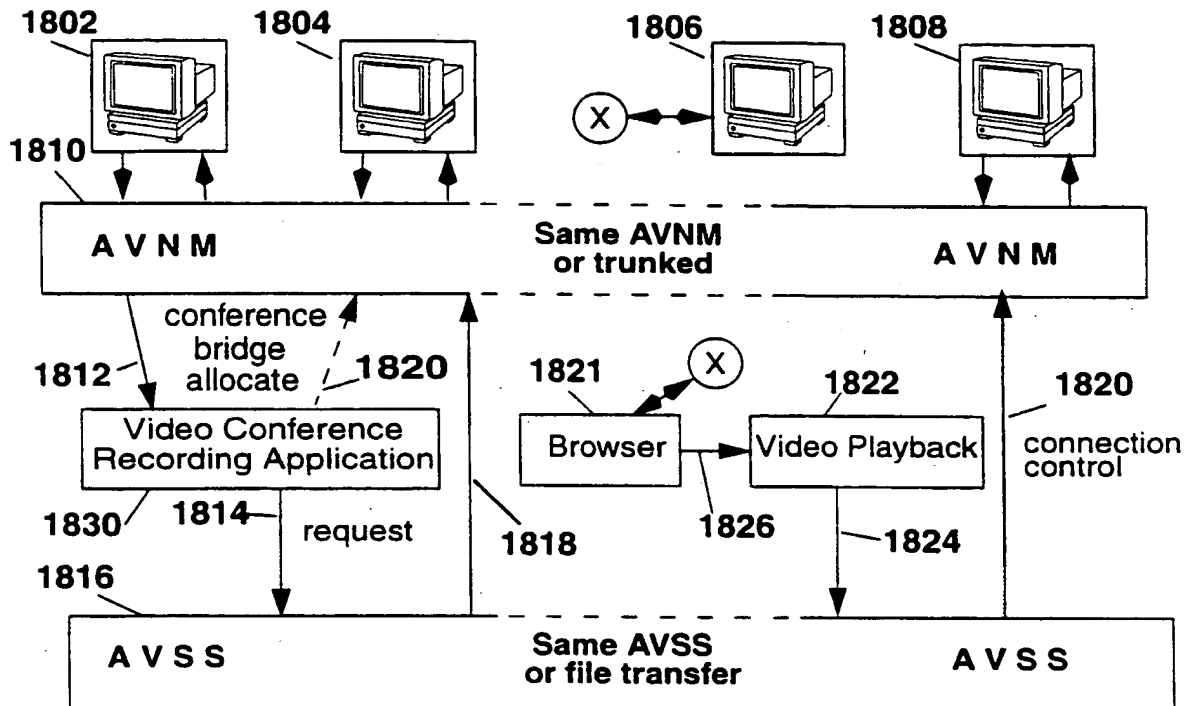 1802
1804
1806
1808
X
1810
A V N M
Same AVNM
or trunked
A V N M
conference
bridge
allocate
1812
1820
1821
X
1822
1820
Video Conference
Recording Application
Browser
Video Playback
connection
control
1830
1814
request
1818
1826
1824
1816
A V S S
Same AVSS
or file transfer
A V S S